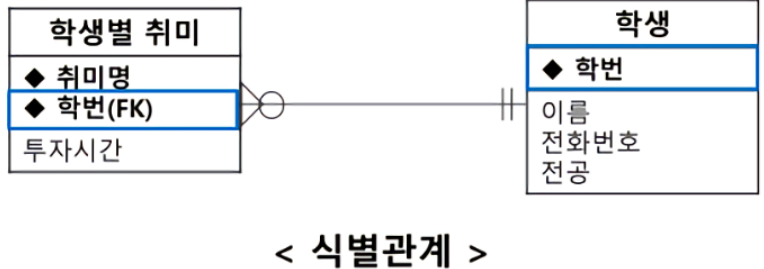 학생별 취미
◆ 취미명
◆ 학번(FK)
투자시간
학생
◆ 학번
이름
전화번호
전공
< 식별관계 >